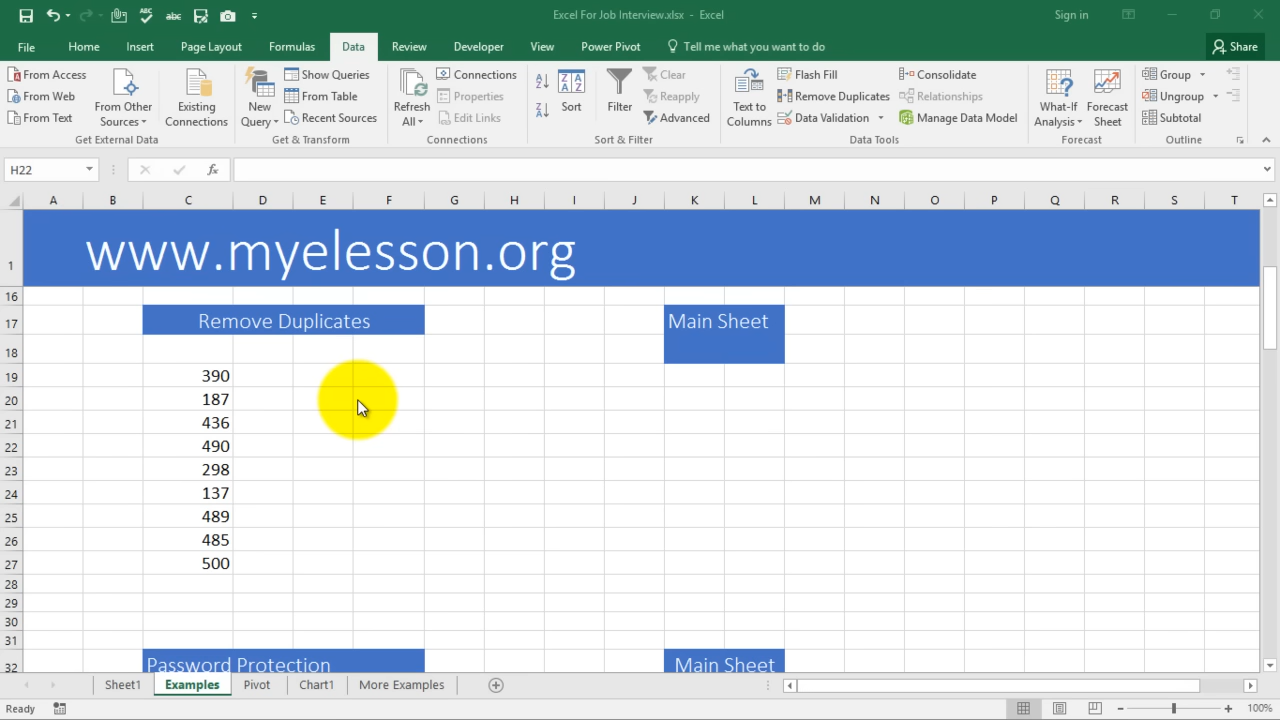 Excel For Job Interview.xlsx - Excel
Sign in
File Home Insert Page Layout Formulas Data Review Developer View Power Pivot Tell me what you want to do Share
From Access
From Web
From Text
From Other Sources
Existing Connections
Get External Data
New Query
Show Queries
From Table
Recent Sources
Get & Transform
Refresh All
Connections
Properties
Edit Links
Connections
Sort
Filter
Clear
Reapply
Advanced
Sort & Filter
Text to Columns
Flash Fill
Remove Duplicates
Data Validation
Consolidate
Relationships
Manage Data Model
Data Tools
What-If Analysis
Forecast Sheet
Forecast
Group
Ungroup
Subtotal
Outline
H22 fx
A B C D E F G H I J K L M N O P Q R S T
1 www.myelesson.org
16
17 Remove Duplicates Main Sheet
18
19 390
20 187
21 436
22 490
23 298
24 137
25 489
26 485
27 500
28
29
30
31
32 Password Protection Main Sheet
Sheet1 Examples Pivot Chart1 More Examples
Ready 100%